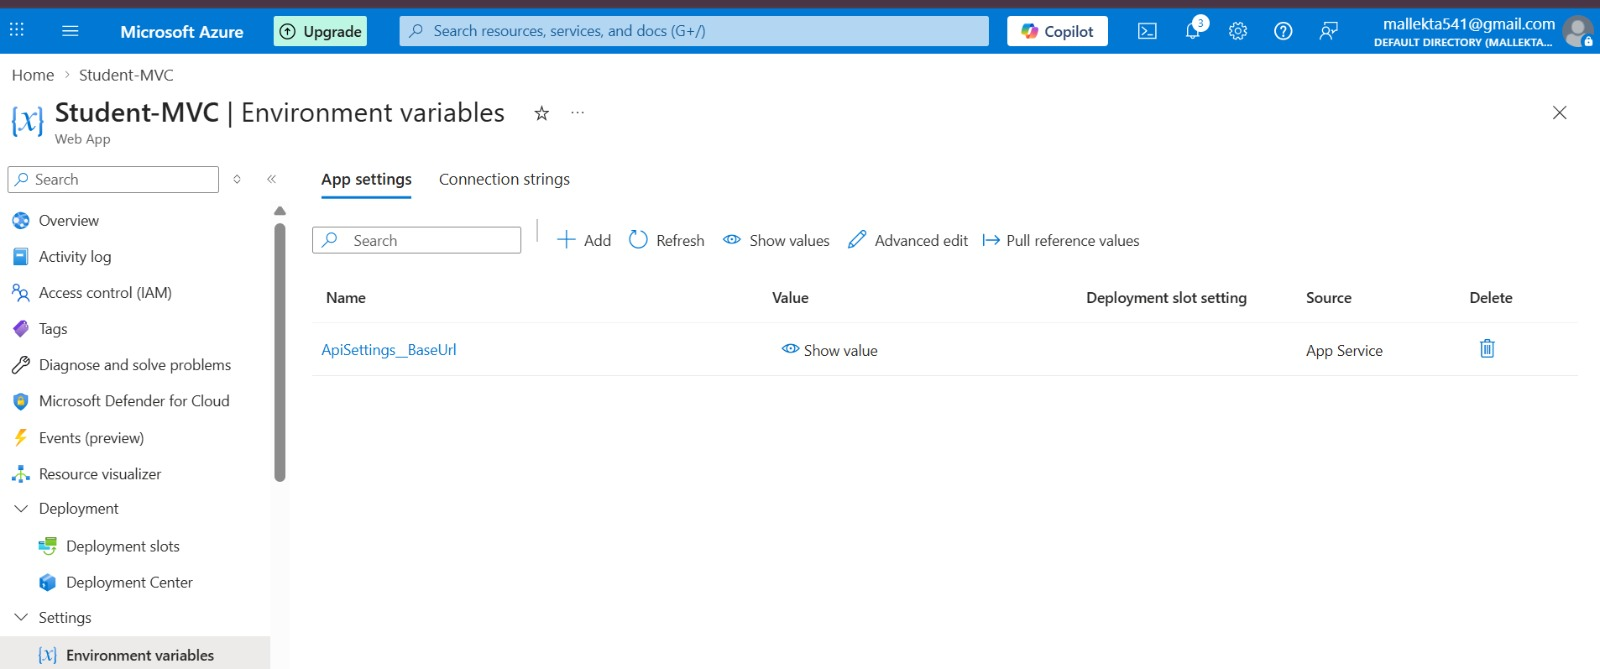 Microsoft Azure
Upgrade
Search resources, services, and docs (G+/)
Copilot
3
mallekta541@gmail.com
DEFAULT DIRECTORY (MALLEKTA...
Home > Student-MVC
{x} Student-MVC | Environment variables
Web App
Search
Overview
Activity log
Access control (IAM)
Tags
Diagnose and solve problems
Microsoft Defender for Cloud
Events (preview)
Resource visualizer
Deployment
Deployment slots
Deployment Center
Settings
{x} Environment variables
App settings Connection strings
Search Add Refresh Show values Advanced edit Pull reference values
Name Value Deployment slot setting Source Delete
ApiSettings__BaseUrl Show value App Service